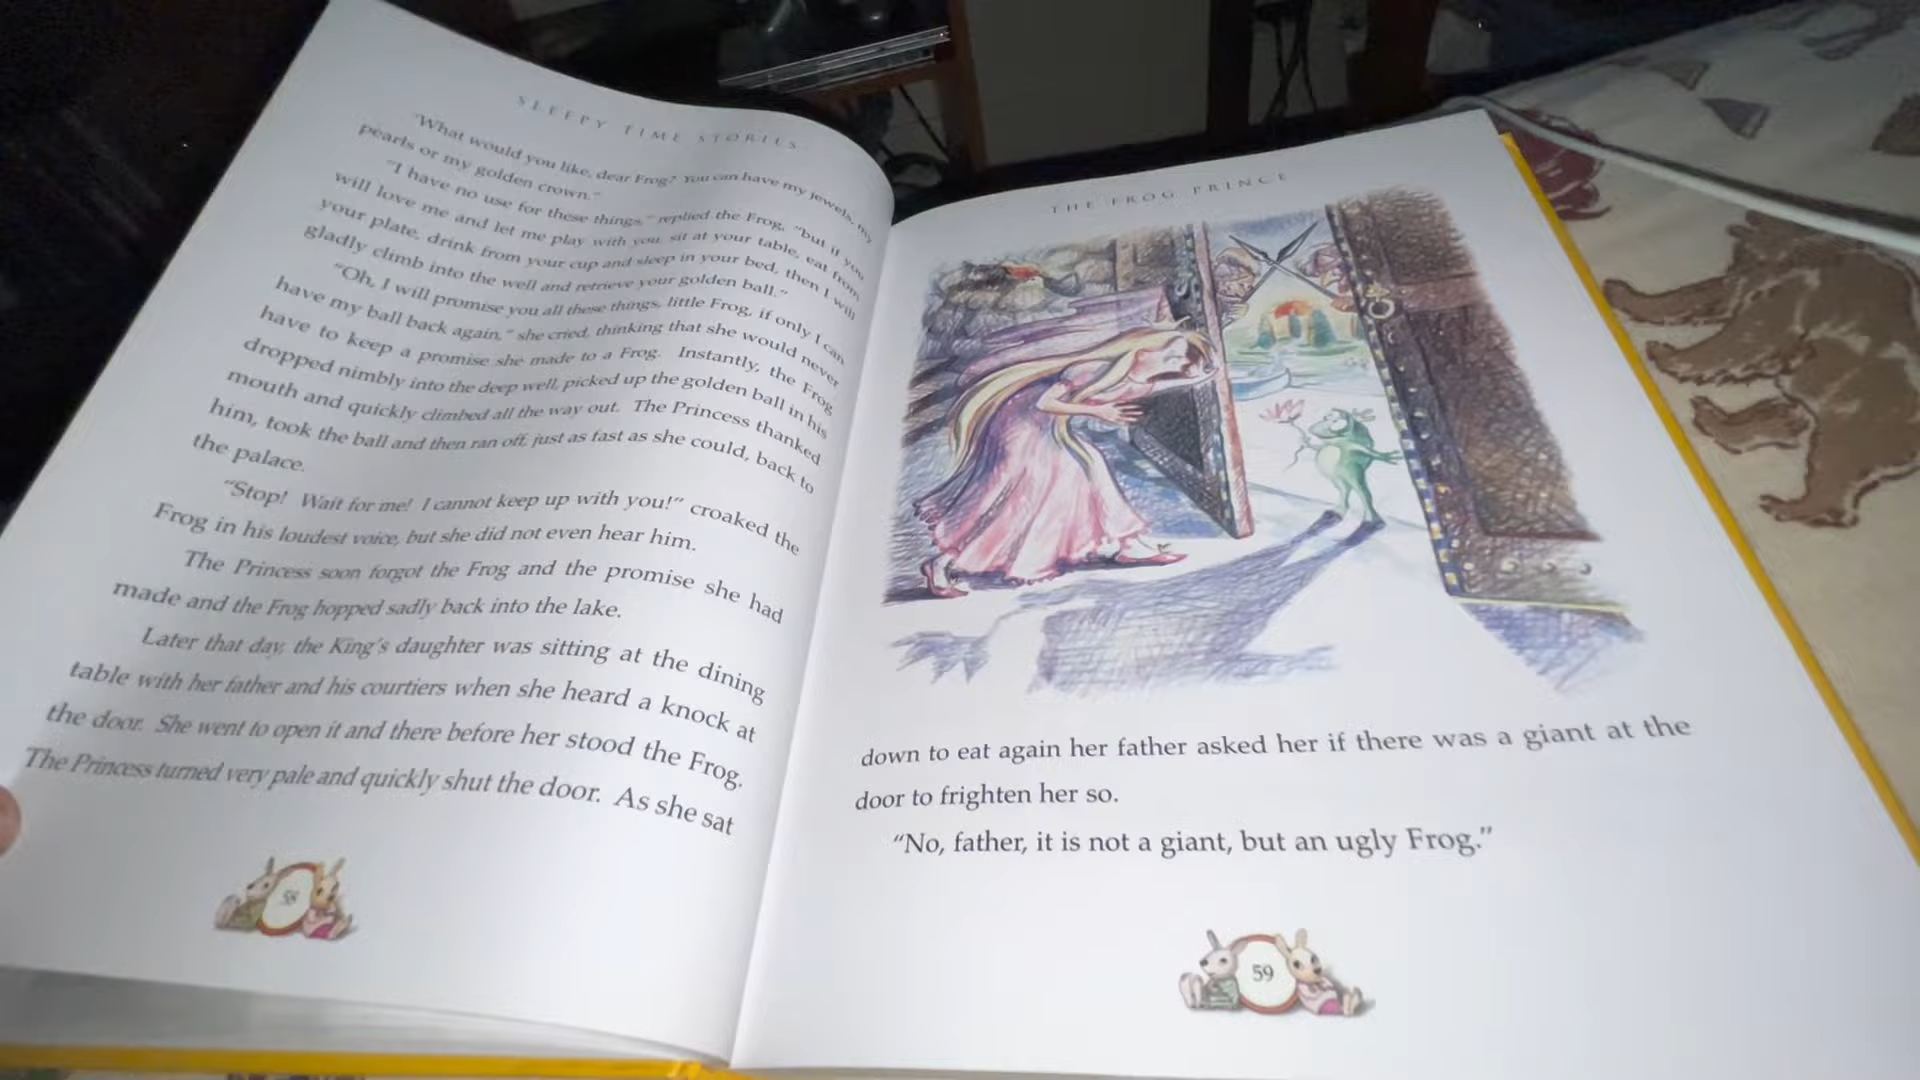 SLEEPY TIME STORIES
"What would you like, dear Frog? You can have my jewels, my
pearls or my golden crown."
"I have no use for these things," replied the Frog, "but if you
will love me and let me play with you, sit at your table, eat from
your plate, drink from your cup and sleep in your bed, then I will
gladly climb into the well and retrieve your golden ball."
"Oh, I will promise you all these things, little Frog, if only I can
have my ball back again," she cried, thinking that she would never
have to keep a promise she made to a Frog. Instantly, the Frog
dropped nimbly into the deep well, picked up the golden ball in his
mouth and quickly climbed all the way out. The Princess thanked
him, took the ball and then ran off, just as fast as she could, back to
the palace.
"Stop! Wait for me! I cannot keep up with you!" croaked the
Frog in his loudest voice, but she did not even hear him.
The Princess soon forgot the Frog and the promise she had
made and the Frog hopped sadly back into the lake.
Later that day, the King's daughter was sitting at the dining
table with her father and his courtiers when she heard a knock at
the door. She went to open it and there before her stood the Frog.
The Princess turned very pale and quickly shut the door. As she sat
58
THE FROG PRINCE
down to eat again her father asked her if there was a giant at the
door to frighten her so.
"No, father, it is not a giant, but an ugly Frog."
59